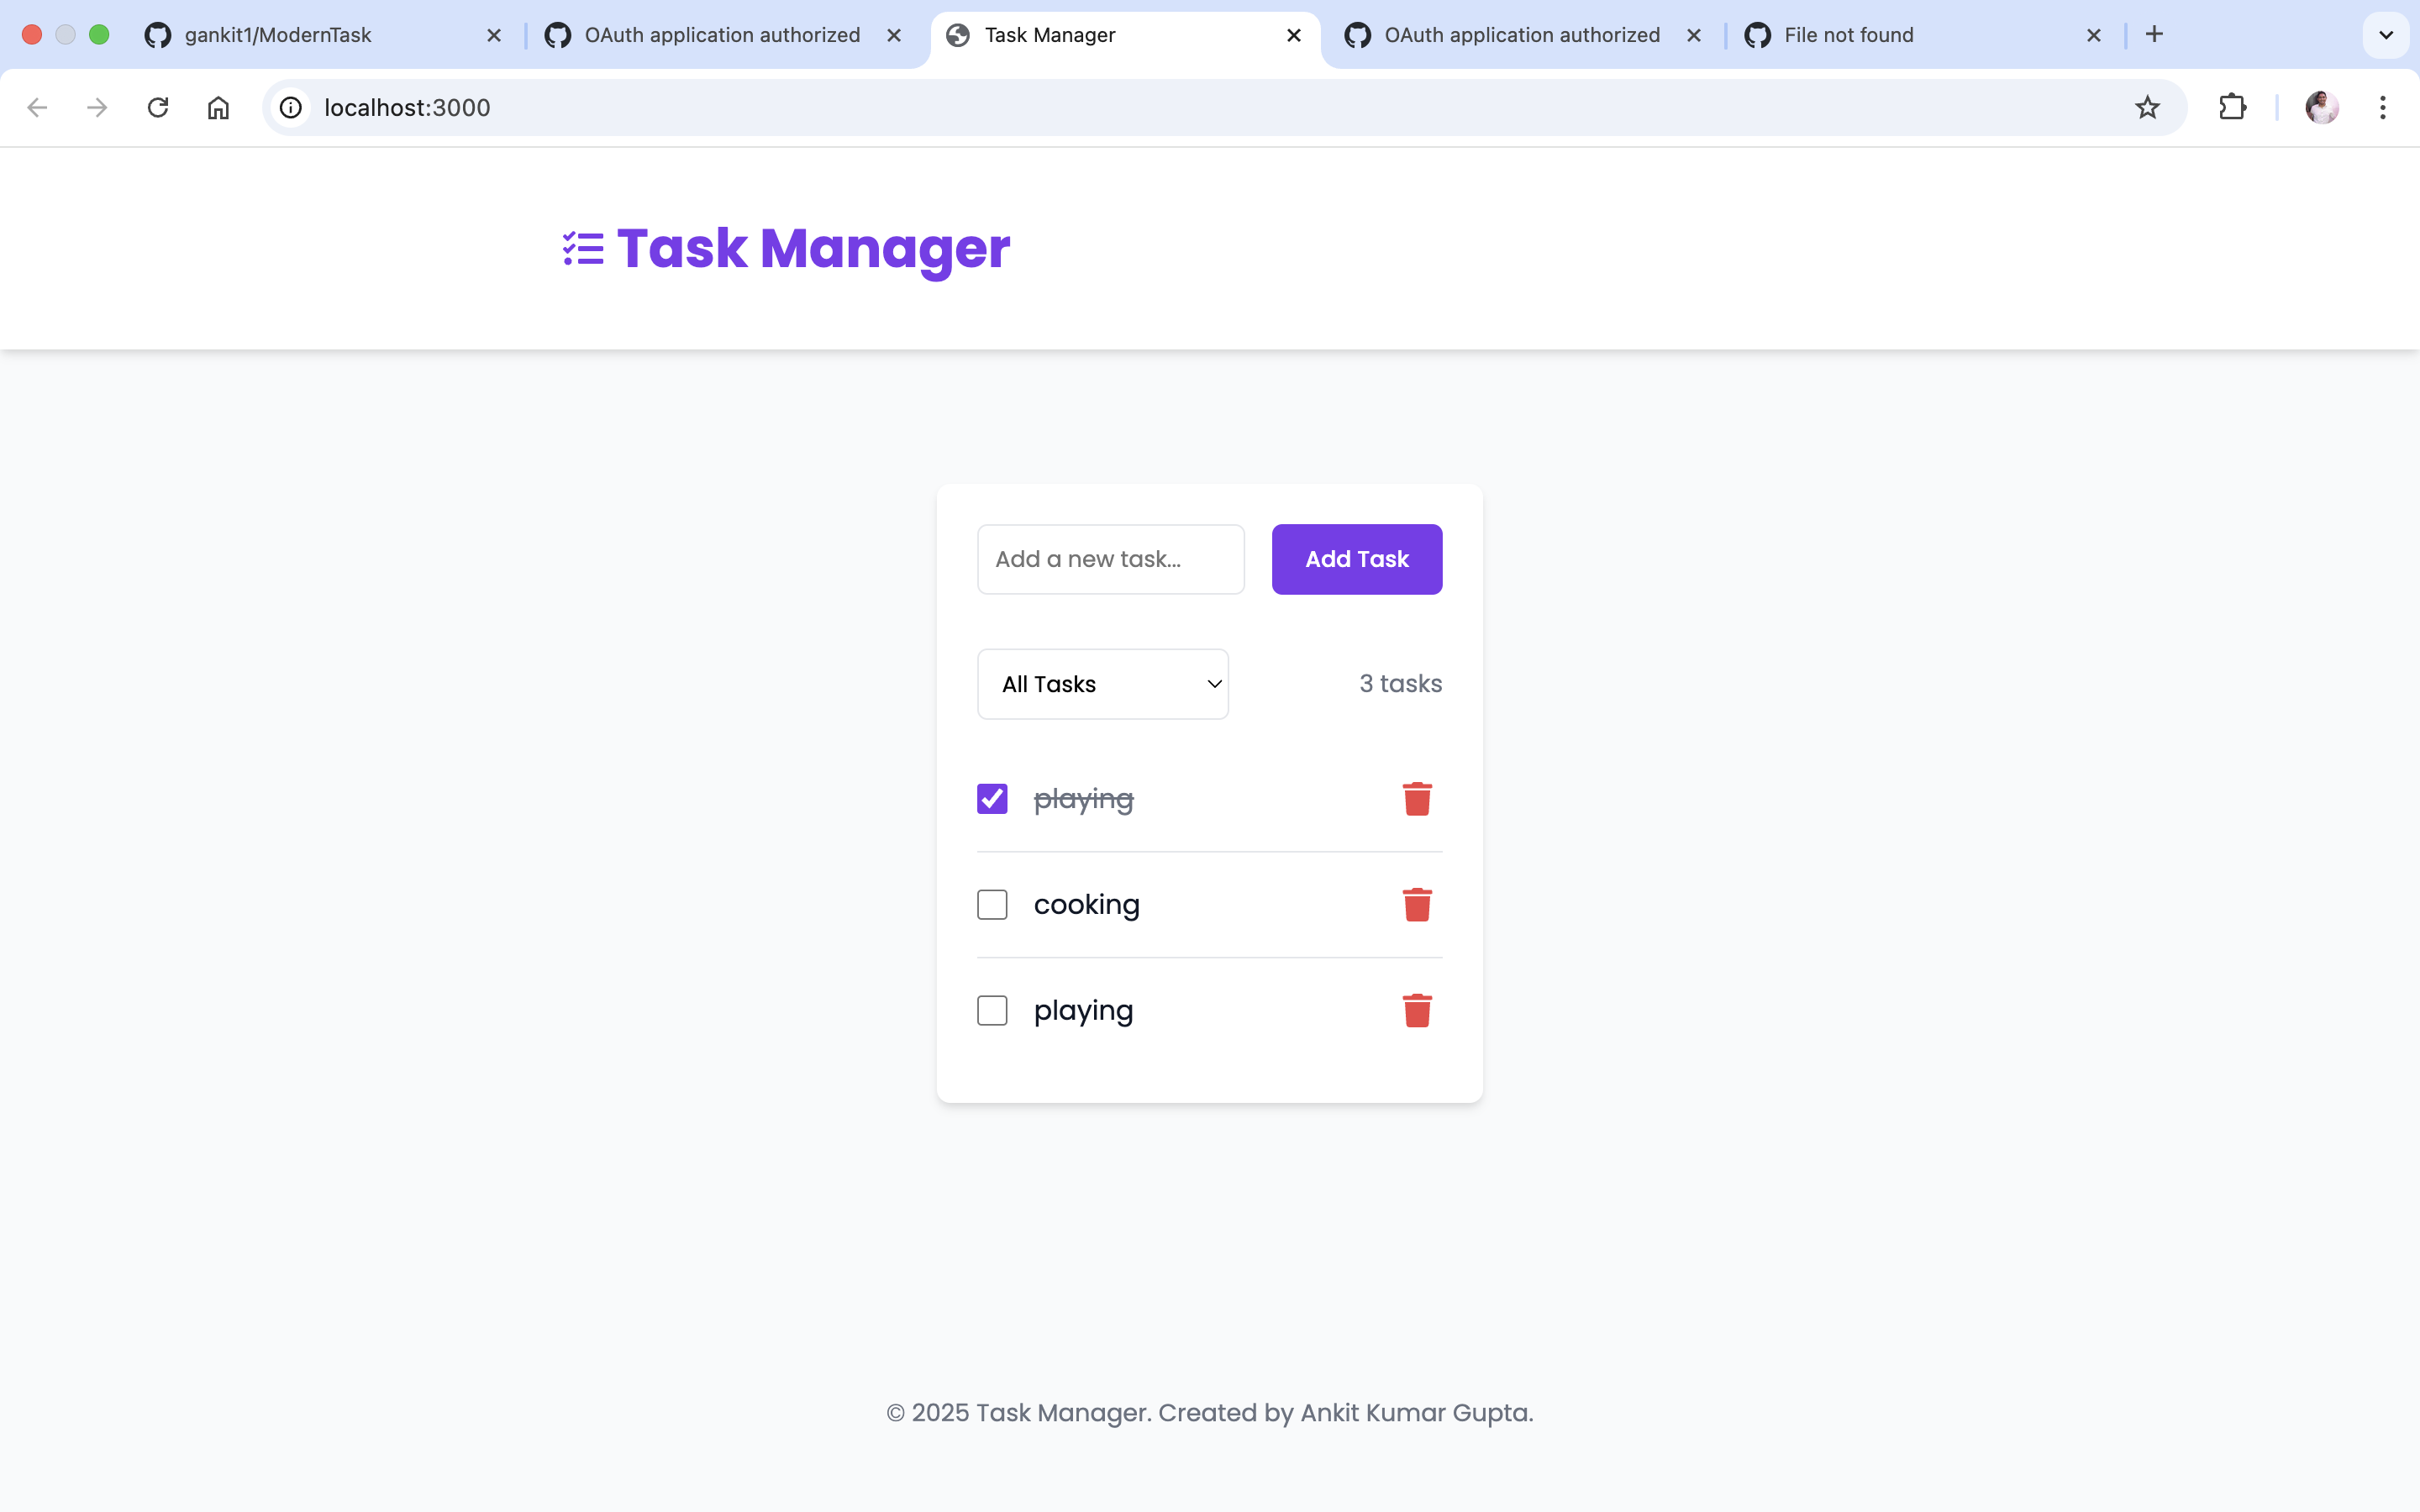 gankit1/ModernTask
OAuth application authorized
Task Manager
OAuth application authorized
File not found
localhost:3000
Task Manager
Add a new task...
Add Task
All Tasks
3 tasks
playing
cooking
playing
© 2025 Task Manager. Created by Ankit Kumar Gupta.